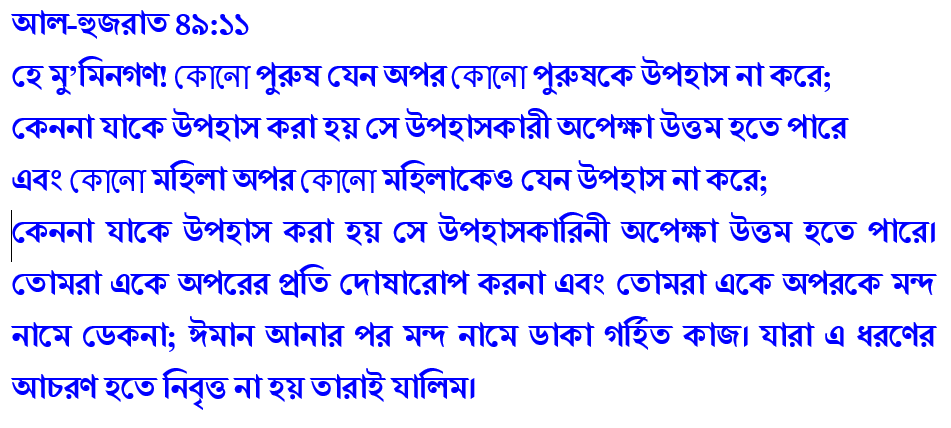 আল-হুজরাত ৪৯:১১
হে মু’মিনগণ! কোনো পুরুষ যেন অপর কোনো পুরুষকে উপহাস না করে;
কেননা যাকে উপহাস করা হয় সে উপহাসকারী অপেক্ষা উত্তম হতে পারে
এবং কোনো মহিলা অপর কোনো মহিলাকেও যেন উপহাস না করে;
কেননা যাকে উপহাস করা হয় সে উপহাসকারিনী অপেক্ষা উত্তম হতে পারে।
তোমরা একে অপরের প্রতি দোষারোপ করনা এবং তোমরা একে অপরকে মন্দ
নামে ডেকনা; ঈমান আনার পর মন্দ নামে ডাকা গর্হিত কাজ। যারা এ ধরণের
আচরণ হতে নিবৃত্ত না হয় তারাই যালিম।